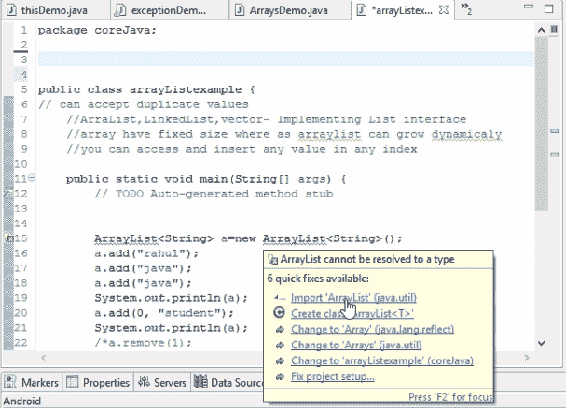 thisDemo.java
exceptionDem...
ArraysDemo.java
*arrayListex...
2
1 package coreJava;
2
3
4
5 public class arrayListexample {
6 // can accept duplicate values
7 //ArraList,LinkedList,vector- Implementing List interface
8 //array have fixed size where as arraylist can grow dynamicaly
9 //you can access and insert any value in any index
10
11 public static void main(String[] args) {
12 // TODO Auto-generated method stub
13
14
15 ArrayList<String> a=new ArrayList<String>();
16 a.add("rahul");
17 a.add("java");
18 a.add("java");
19 System.out.println(a);
20 a.add(0, "student");
21 System.out.println(a);
22 /*a.remove(1);
ArrayList cannot be resolved to a type
6 quick fixes available:
Import 'ArrayList' (java.util)
Create class 'ArrayList<T>'
Change to 'Array' (java.lang.reflect)
Change to 'Arrays' (java.util)
Change to 'arrayListexample' (coreJava)
Fix project setup...
Press 'F2' for focus
Markers
Properties
Servers
Data Sourc
Android